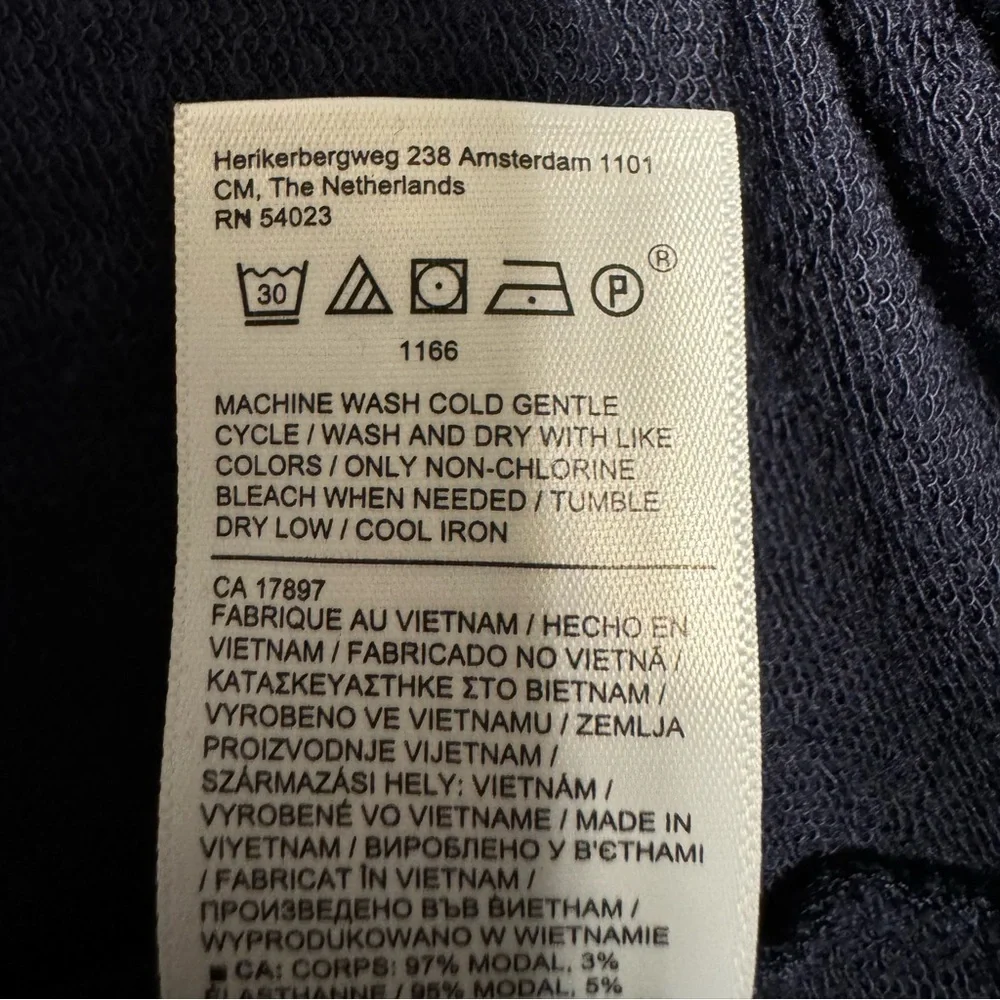 Herikerbergweg 238 Amsterdam 1101
CM, The Netherlands
RN 54023
30 P ®
1166
MACHINE WASH COLD GENTLE
CYCLE / WASH AND DRY WITH LIKE
COLORS / ONLY NON-CHLORINE
BLEACH WHEN NEEDED / TUMBLE
DRY LOW / COOL IRON
CA 17897
FABRIQUE AU VIETNAM / HECHO EN
VIETNAM / FABRICADO NO VIETNÃ /
ΚΑΤΑΣΚΕΥΑΣΤΗΚΕ ΣΤΟ ΒΙΕΤΝΑΜ /
VYROBENO VE VIETNAMU / ZEMLJA
PROIZVODNJE VIJETNAM /
SZÁRMAZÁSI HELY: VIETNÁM /
VYROBENÉ VO VIETNAME / MADE IN
VIYETNAM / ВИРОБЛЕНО У В'ЄТНАМІ
/ FABRICAT ÎN VIETNAM /
ПРОИЗВЕДЕНО ВЪВ ВИЕТНАМ /
WYPRODUKOWANO W WIETNAMIE
■ CA: CORPS: 97% MODAL, 3%
ÉLASTHANNE / 95% MODAL, 5%